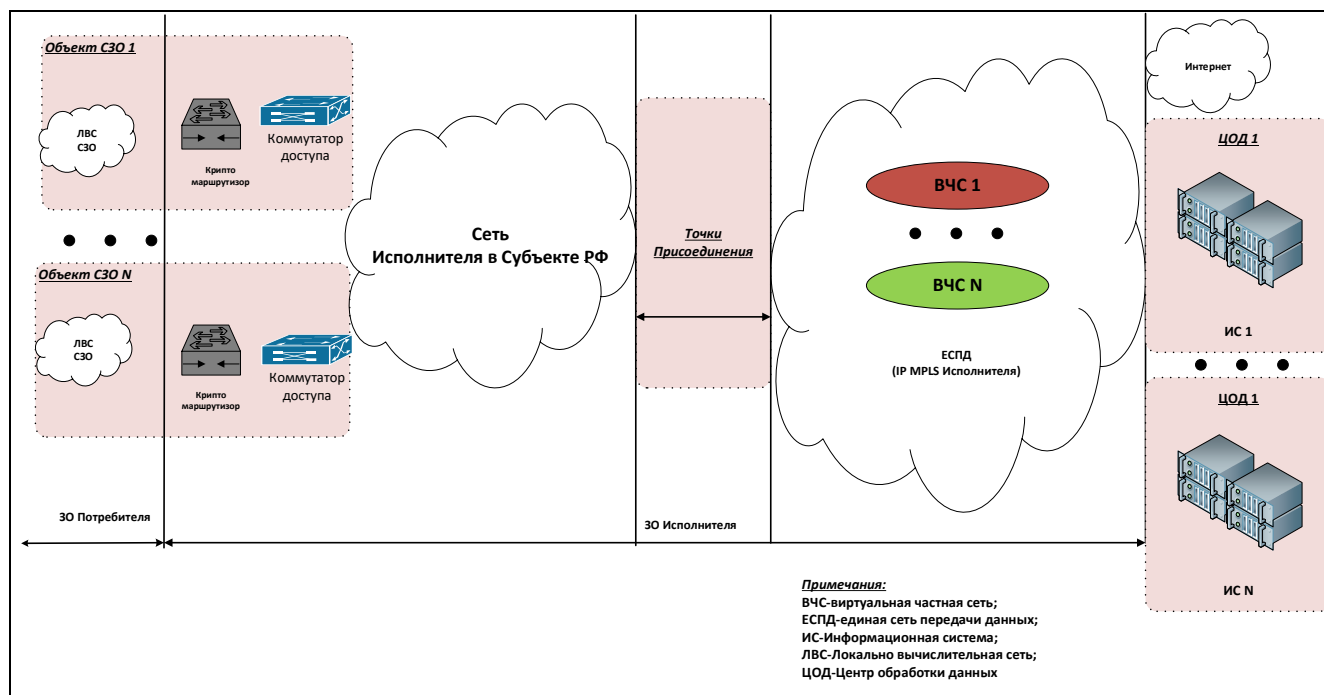 Объект СЗО 1
ЛВС
СЗО
Крипто
маршрутизор
Коммутатор
доступа
Объект СЗО N
ЛВС
СЗО
Крипто
маршрутизор
Коммутатор
доступа
Сеть
Исполнителя в Субъекте РФ
Точки
Присоединения
ВЧС 1
ВЧС N
ЕСПД
(IP MPLS Исполнителя)
Интернет
ЦОД 1
ИС 1
ЦОД 1
ИС N
ЗО Потребителя
ЗО Исполнителя
Примечания:
ВЧС-виртуальная частная сеть;
ЕСПД-единая сеть передачи данных;
ИС-Информационная система;
ЛВС-Локально вычислительная сеть;
ЦОД-Центр обработки данных